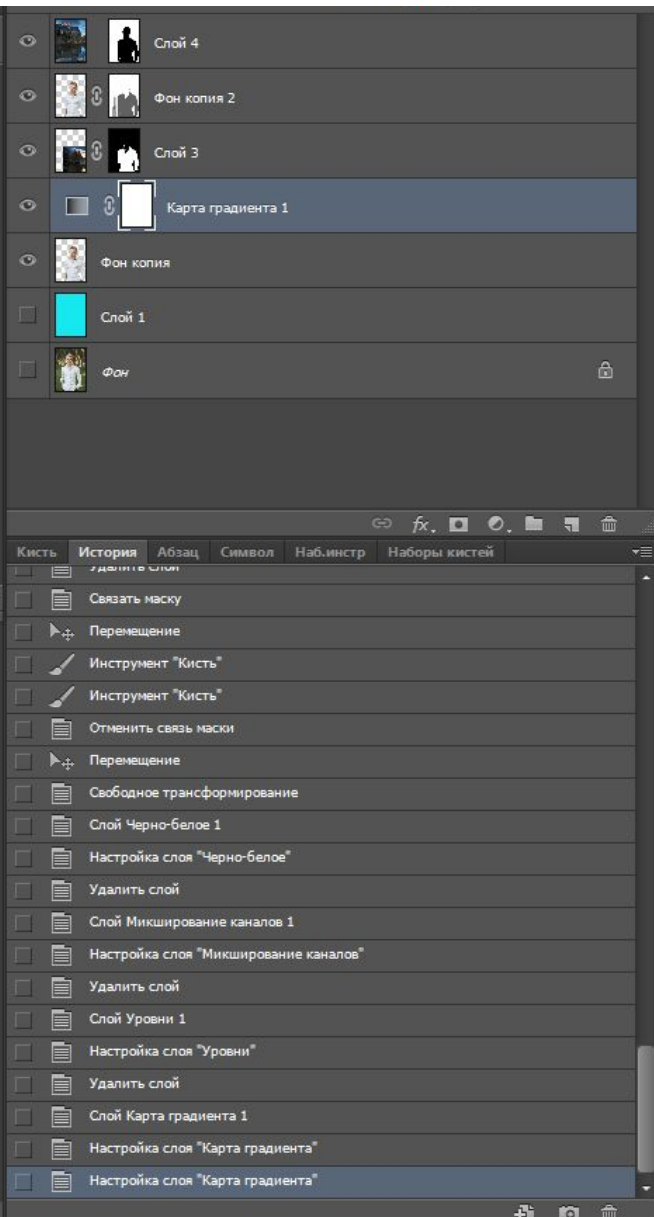 Слой 4
Фон копия 2
Слой 3
Карта градиента 1
Фон копия
Слой 1
Фон
fx
Кисть История Абзац Символ Наб.инстр Наборы кистей
Удалить слой
Связать маску
Перемещение
Инструмент "Кисть"
Инструмент "Кисть"
Отменить связь маски
Перемещение
Свободное трансформирование
Слой Черно-белое 1
Настройка слоя "Черно-белое"
Удалить слой
Слой Микширование каналов 1
Настройка слоя "Микширование каналов"
Удалить слой
Слой Уровни 1
Настройка слоя "Уровни"
Удалить слой
Слой Карта градиента 1
Настройка слоя "Карта градиента"
Настройка слоя "Карта градиента"